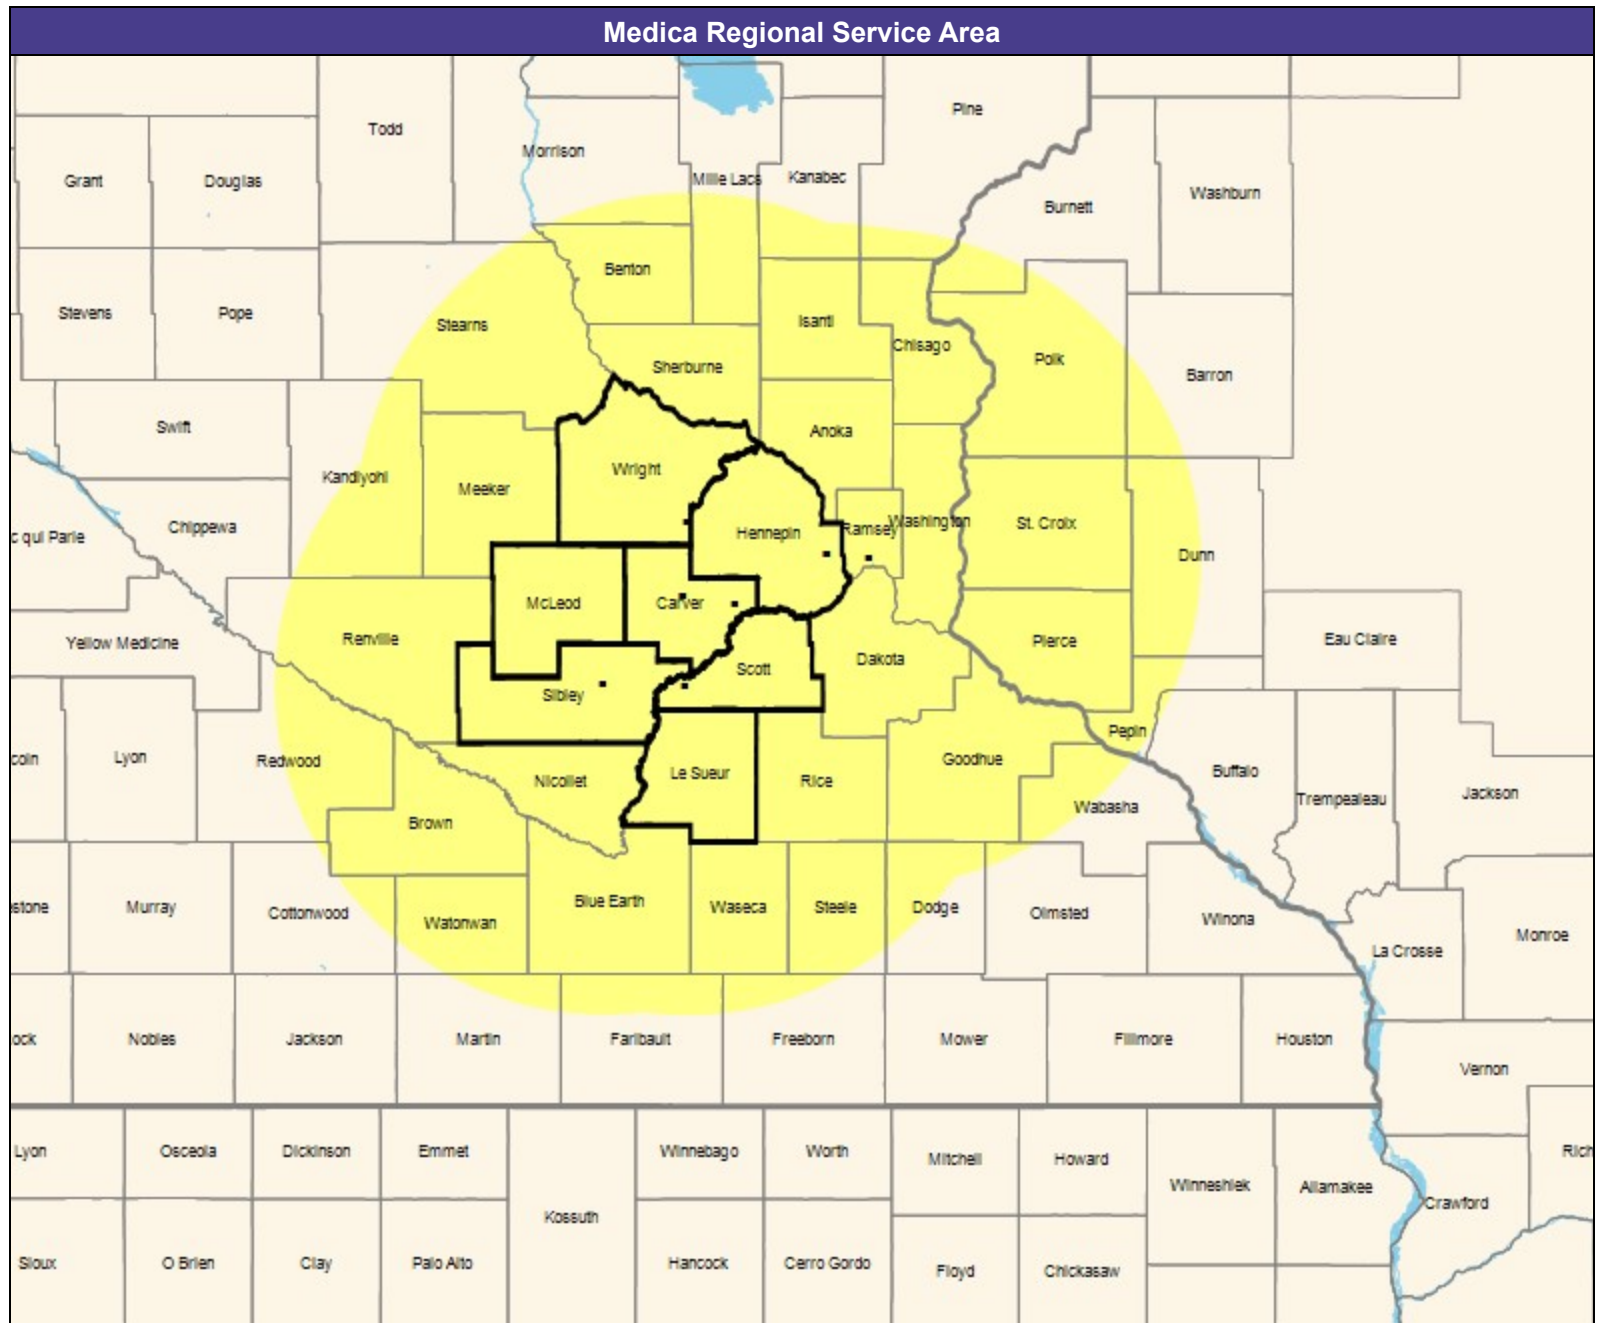 Medica Regional Service Area
Pine
Todd
Morrison
Mille Lacs
Kanabec
Grant
Douglas
Washburn
Burnett
Benton
Stevens
Pope
Stearns
Isanti
Chisago
Polk
Sherburne
Barron
Swift
Anoka
Kandiyohi
Wright
Meeker
Chippewa
Hennepin
Ramsey
Washington
St. Croix
c qui Parle
Dunn
McLeod
Carver
Renville
Yellow Medicine
Pierce
Eau Claire
Dakota
Scott
Sibley
Pepin
Lyon
coln
Redwood
Nicollet
Le Sueur
Rice
Goodhue
Buffalo
Trempealeau
Jackson
Wabasha
Brown
Blue Earth
stone
Murray
Cottonwood
Watonwan
Waseca
Steele
Dodge
Olmsted
Winona
Monroe
La Crosse
ock
Nobles
Jackson
Martin
Faribault
Freeborn
Mower
Fillmore
Houston
Vernon
Lyon
Osceola
Dickinson
Emmet
Winnebago
Worth
Mitchell
Howard
Rich
Winneshiek
Allamakee
Crawford
Kossuth
Sioux
O Brien
Clay
Palo Alto
Hancock
Cerro Gordo
Floyd
Chickasaw